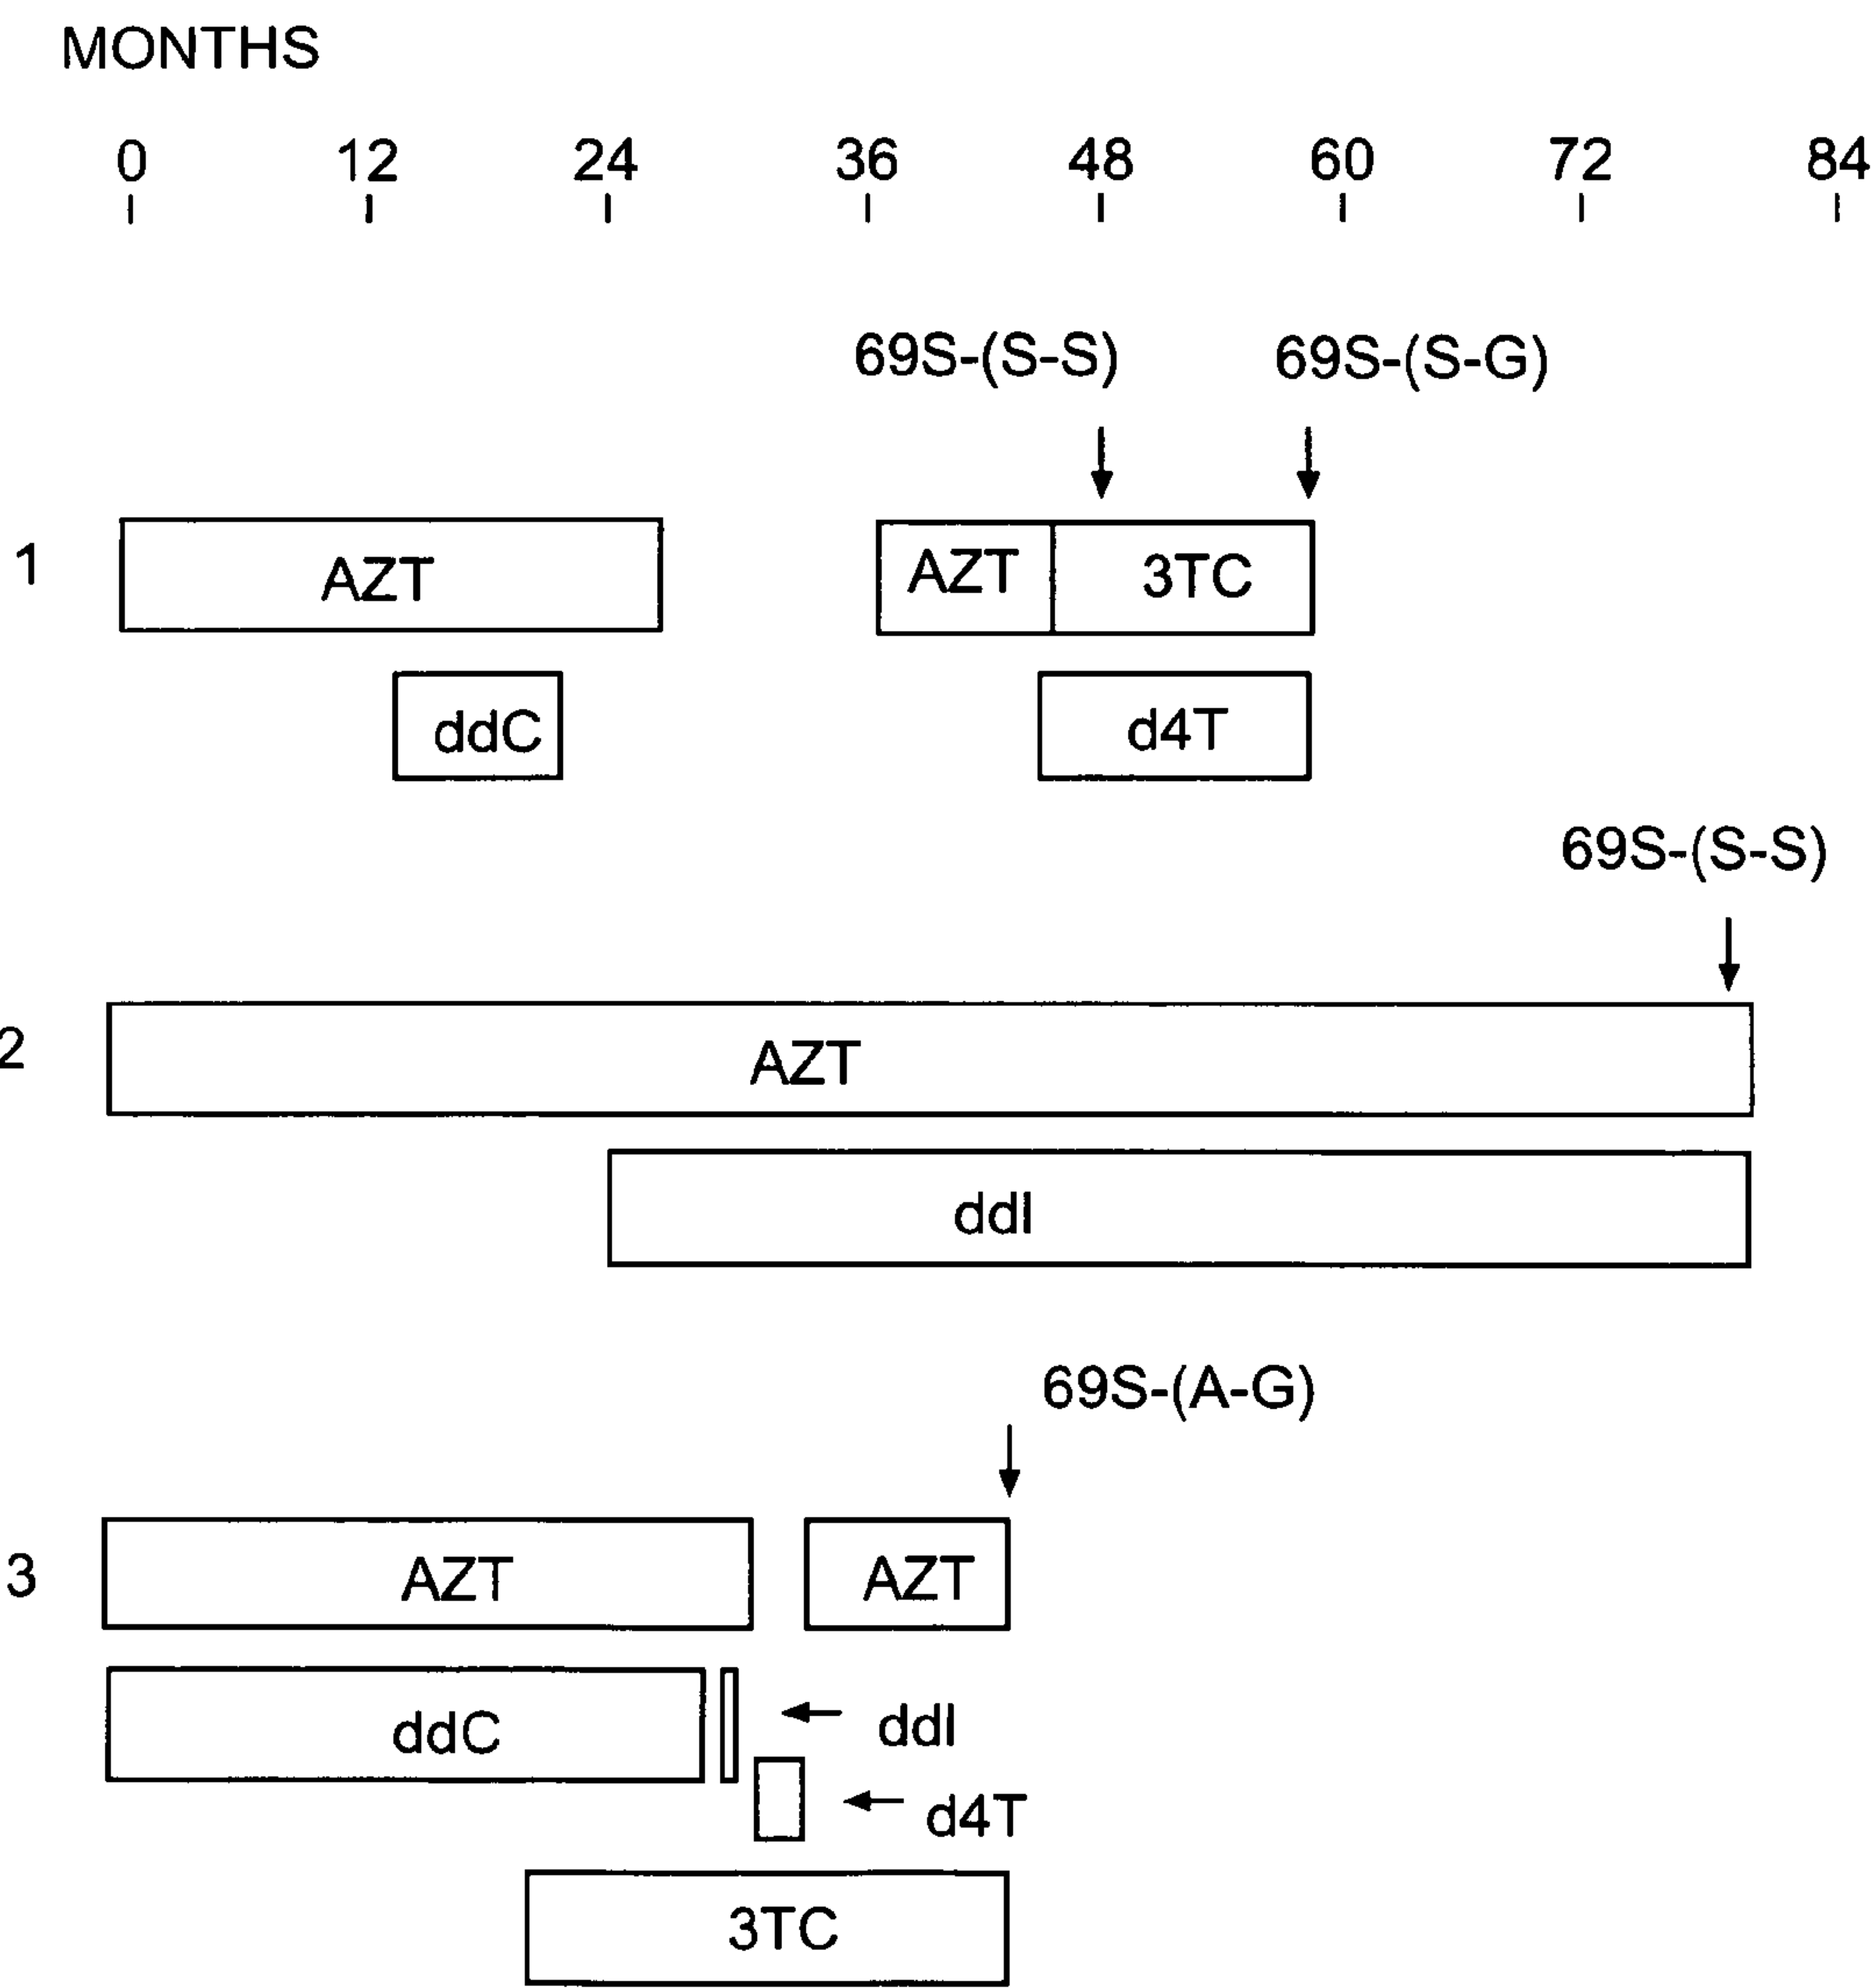 MONTHS
0 12 24 36 48 60 72 84
69S-(S-S) 69S-(S-G)
1 AZT AZT 3TC
ddC d4T
69S-(S-S)
2 AZT
ddI
69S-(A-G)
3 AZT AZT
ddC ddI
d4T
3TC